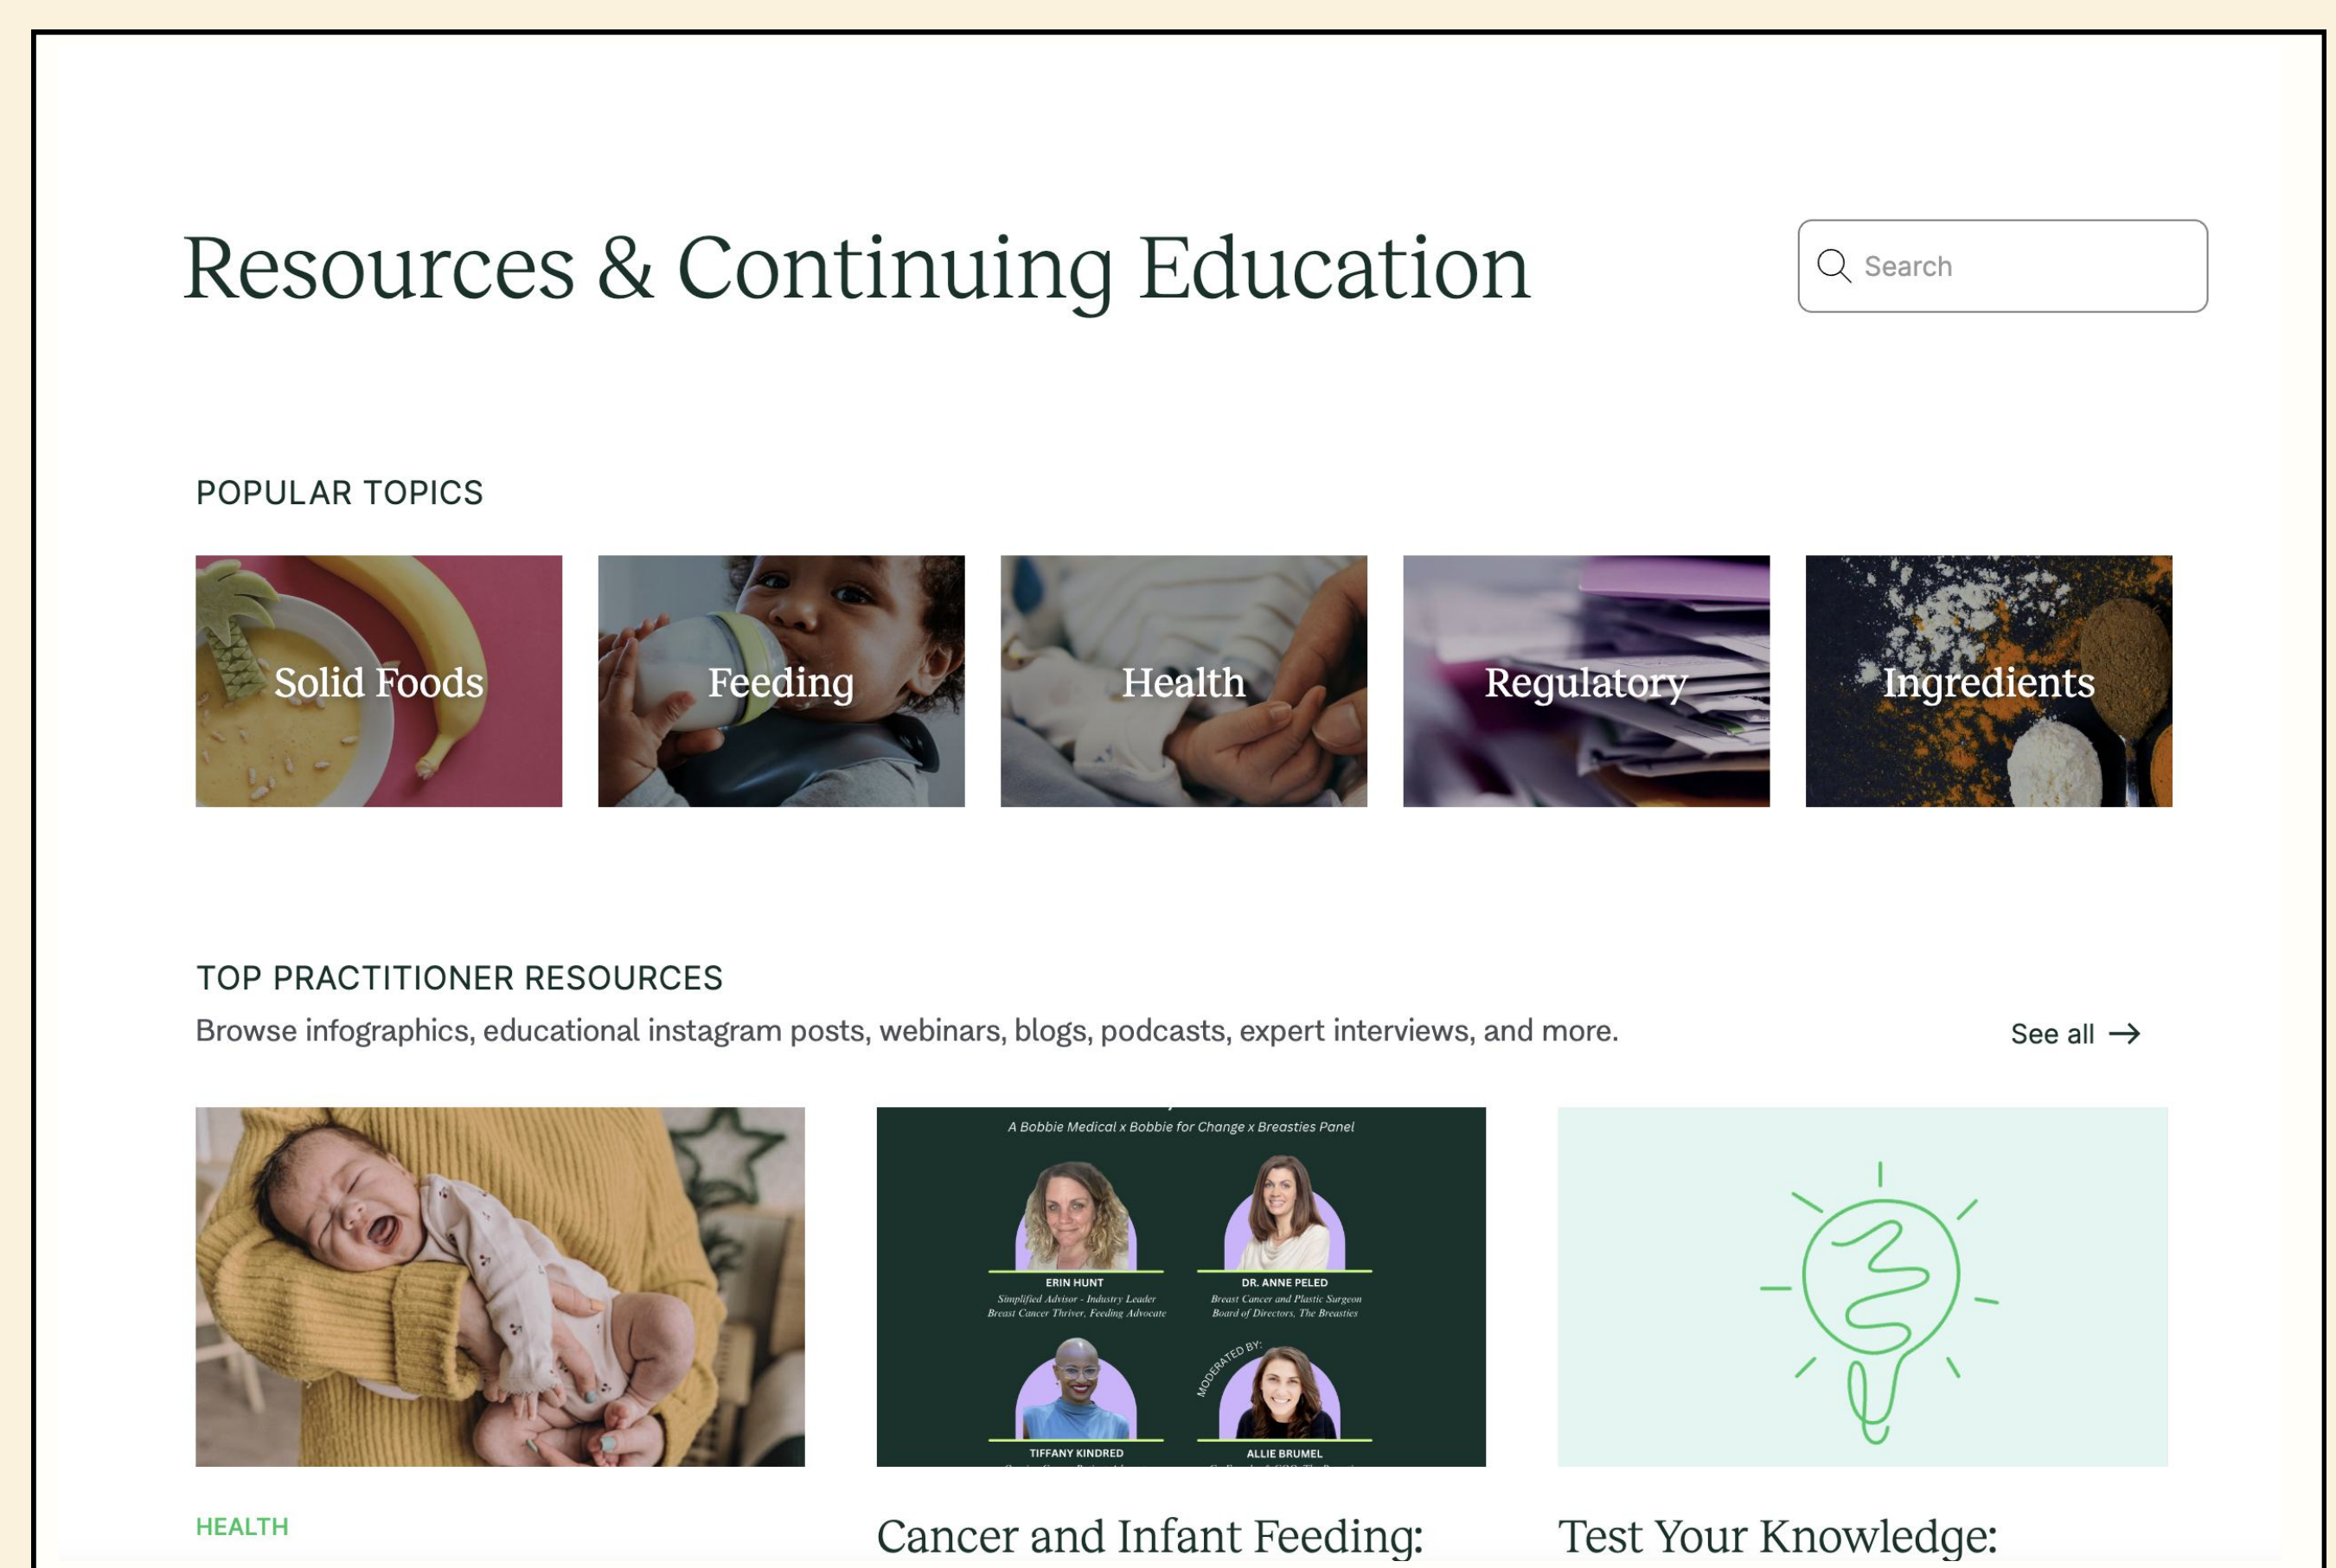 Resources & Continuing Education
Search
POPULAR TOPICS
Solid Foods
Feeding
Health
Regulatory
Ingredients
TOP PRACTITIONER RESOURCES
Browse infographics, educational instagram posts, webinars, blogs, podcasts, expert interviews, and more.
See all
A Bobbie Medical x Bobbie for Change x Breasties Panel
ERIN HUNT
Simplified Advisor - Industry Leader
Breast Cancer Thriver, Feeding Advocate
DR. ANNE PELED
Breast Cancer and Plastic Surgeon
Board of Directors, The Breasties
TIFFANY KINDRED
MODERATED BY:
ALLIE BRUMEL
HEALTH
Cancer and Infant Feeding:
Test Your Knowledge: